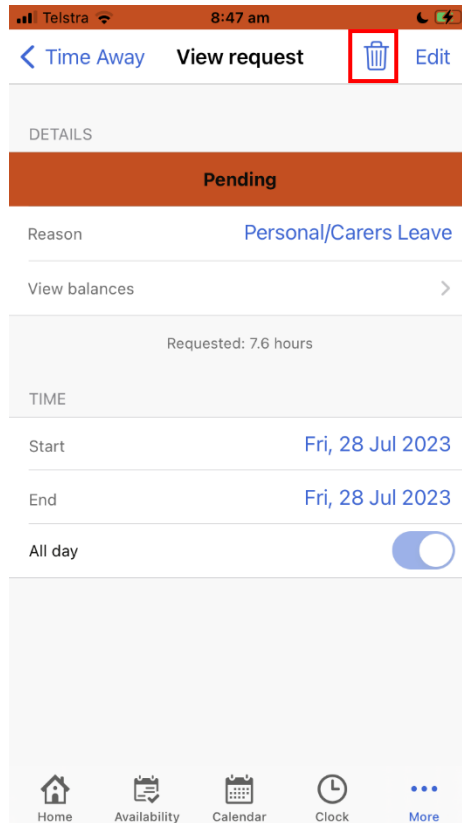 Telstra 8:47 am
Time Away View request Edit
DETAILS
Pending
Reason Personal/Carers Leave
View balances
Requested: 7.6 hours
TIME
Start Fri, 28 Jul 2023
End Fri, 28 Jul 2023
All day
Home Availability Calendar Clock More